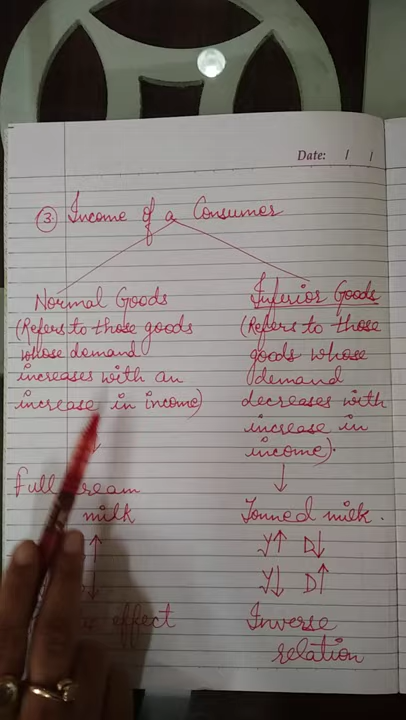 Date: / /
③ Income of a Consumer
Normal Goods
(Refers to those goods
whose demand
increases with an
increase in income)
Full
milk
↑
effect
Inferior Goods
(Refers to those
goods whose
demand
decreases with
increase in
income).
↓
Tonned milk.
Y↑ D↓
Y↓ D↑
Inverse
relation